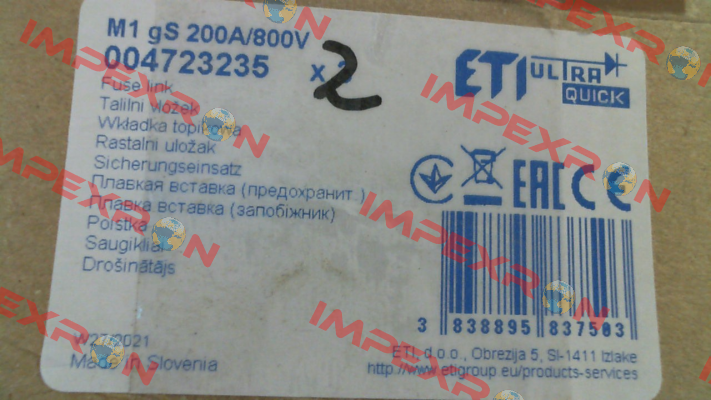 M1 gS 200A/800V
004723235 x 2
ETI ULTRA QUICK
Fuse link
Talilni vložek
Wkładka topikowa
Rastalni uložak
Sicherungseinsatz
Плавкая вставка (предохранит.)
Плавка вставка (запобіжник)
Poistka
Saugikliai
Drošinātājs
EAC CE
3 838895 837503
W27/2021
Made in Slovenia
ETI, d.o.o., Obrezija 5, SI-1411 Izlake
http://www.etigroup.eu/products-services
IMPEXRON